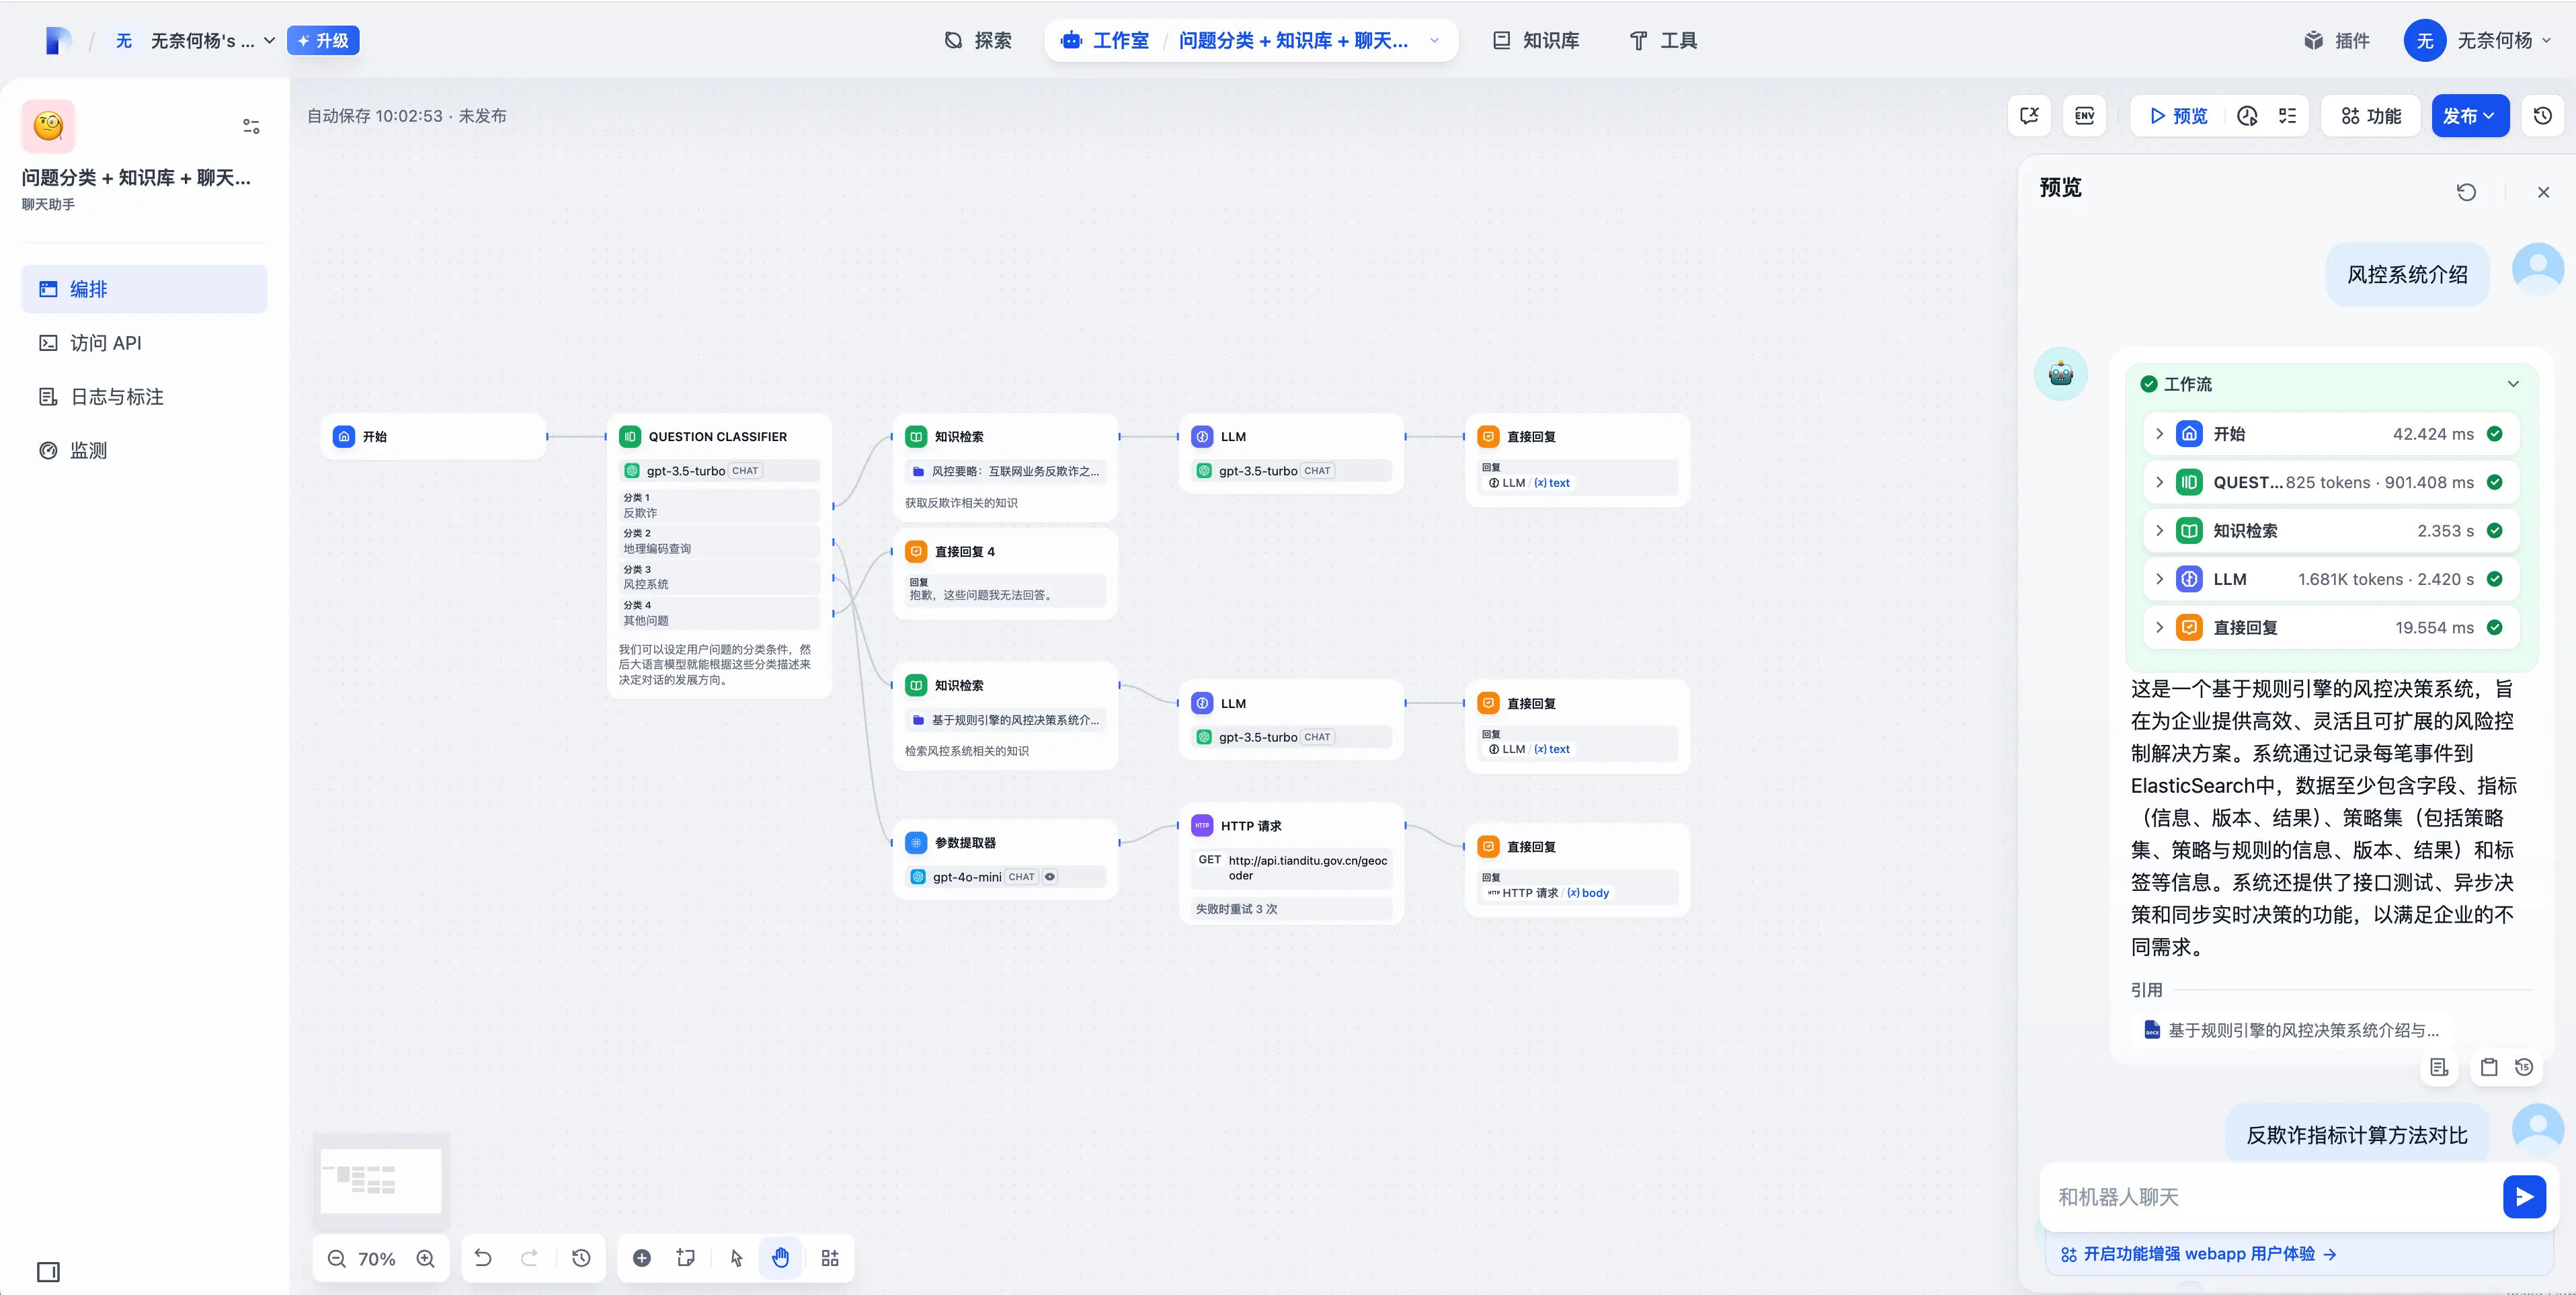 无 无奈何杨's ... 升级
探索 工作室 / 问题分类 + 知识库 + 聊天... 知识库 工具
插件 无 无奈何杨
问题分类 + 知识库 + 聊天...
聊天助手
编排
访问 API
日志与标注
监测
自动保存 10:02:53 · 未发布
ENV 预览 功能 发布
开始
QUESTION CLASSIFIER
gpt-3.5-turbo CHAT
分类 1
反欺诈
分类 2
地理编码查询
分类 3
风控系统
分类 4
其他问题
我们可以设定用户问题的分类条件，然
后大语言模型就能根据这些分类描述来
决定对话的发展方向。
知识检索
风控要略：互联网业务反欺诈之...
获取反欺诈相关的知识
LLM
gpt-3.5-turbo CHAT
直接回复
回复
LLM / (x) text
直接回复 4
回复
抱歉，这些问题我无法回答。
知识检索
基于规则引擎的风控决策系统介...
检索风控系统相关的知识
LLM
gpt-3.5-turbo CHAT
直接回复
回复
LLM / (x) text
参数提取器
gpt-4o-mini CHAT
HTTP HTTP 请求
GET http://api.tianditu.gov.cn/geoc
oder
失败时重试 3 次
直接回复
回复
HTTP HTTP 请求 / (x) body
70%
预览
风控系统介绍
工作流
开始 42.424 ms
QUEST... 825 tokens · 901.408 ms
知识检索 2.353 s
LLM 1.681K tokens · 2.420 s
直接回复 19.554 ms
这是一个基于规则引擎的风控决策系统，旨
在为企业提供高效、灵活且可扩展的风险控
制解决方案。系统通过记录每笔事件到
ElasticSearch中，数据至少包含字段、指标
（信息、版本、结果）、策略集（包括策略
集、策略与规则的信息、版本、结果）和标
签等信息。系统还提供了接口测试、异步决
策和同步实时决策的功能，以满足企业的不
同需求。
引用
基于规则引擎的风控决策系统介绍与...
反欺诈指标计算方法对比
和机器人聊天
开启功能增强 webapp 用户体验 →